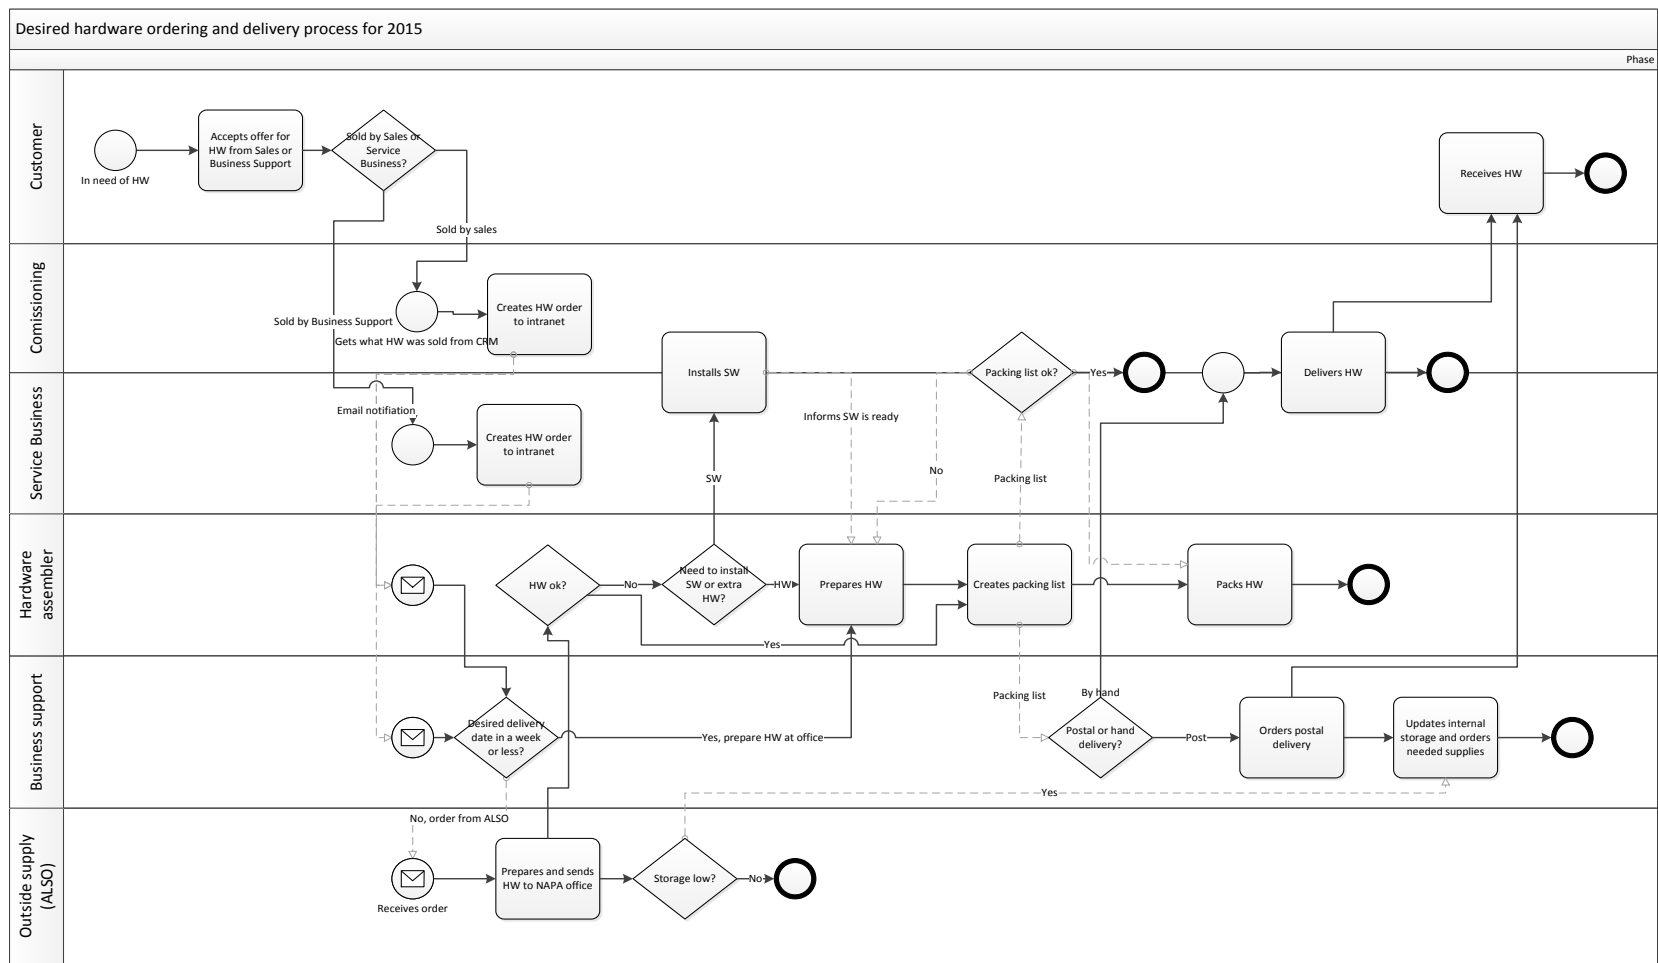 Desired hardware ordering and delivery process for 2015
Phase
Customer
In need of HW
Accepts offer for
HW from Sales or
Business Support
Sold by Sales or
Service
Business?
Sold by sales
Receives HW
Comissioning
Sold by Business Support
Gets what HW was sold from CRM
Creates HW order
to intranet
Installs SW
Packing list ok?
Yes
Delivers HW
Service Business
Email notifiation
Creates HW order
to intranet
Informs SW is ready
SW
No
Packing list
Hardware
assembler
HW ok?
No
Need to install
SW or extra
HW?
HW
Prepares HW
Creates packing list
Packs HW
Yes
Business support
Desired delivery
date in a week
or less?
Yes, prepare HW at office
Packing list
By hand
Postal or hand
delivery?
Post
Orders postal
delivery
Updates internal
storage and orders
needed supplies
Yes
Outside supply
(ALSO)
No, order from ALSO
Receives order
Prepares and sends
HW to NAPA office
Storage low?
No